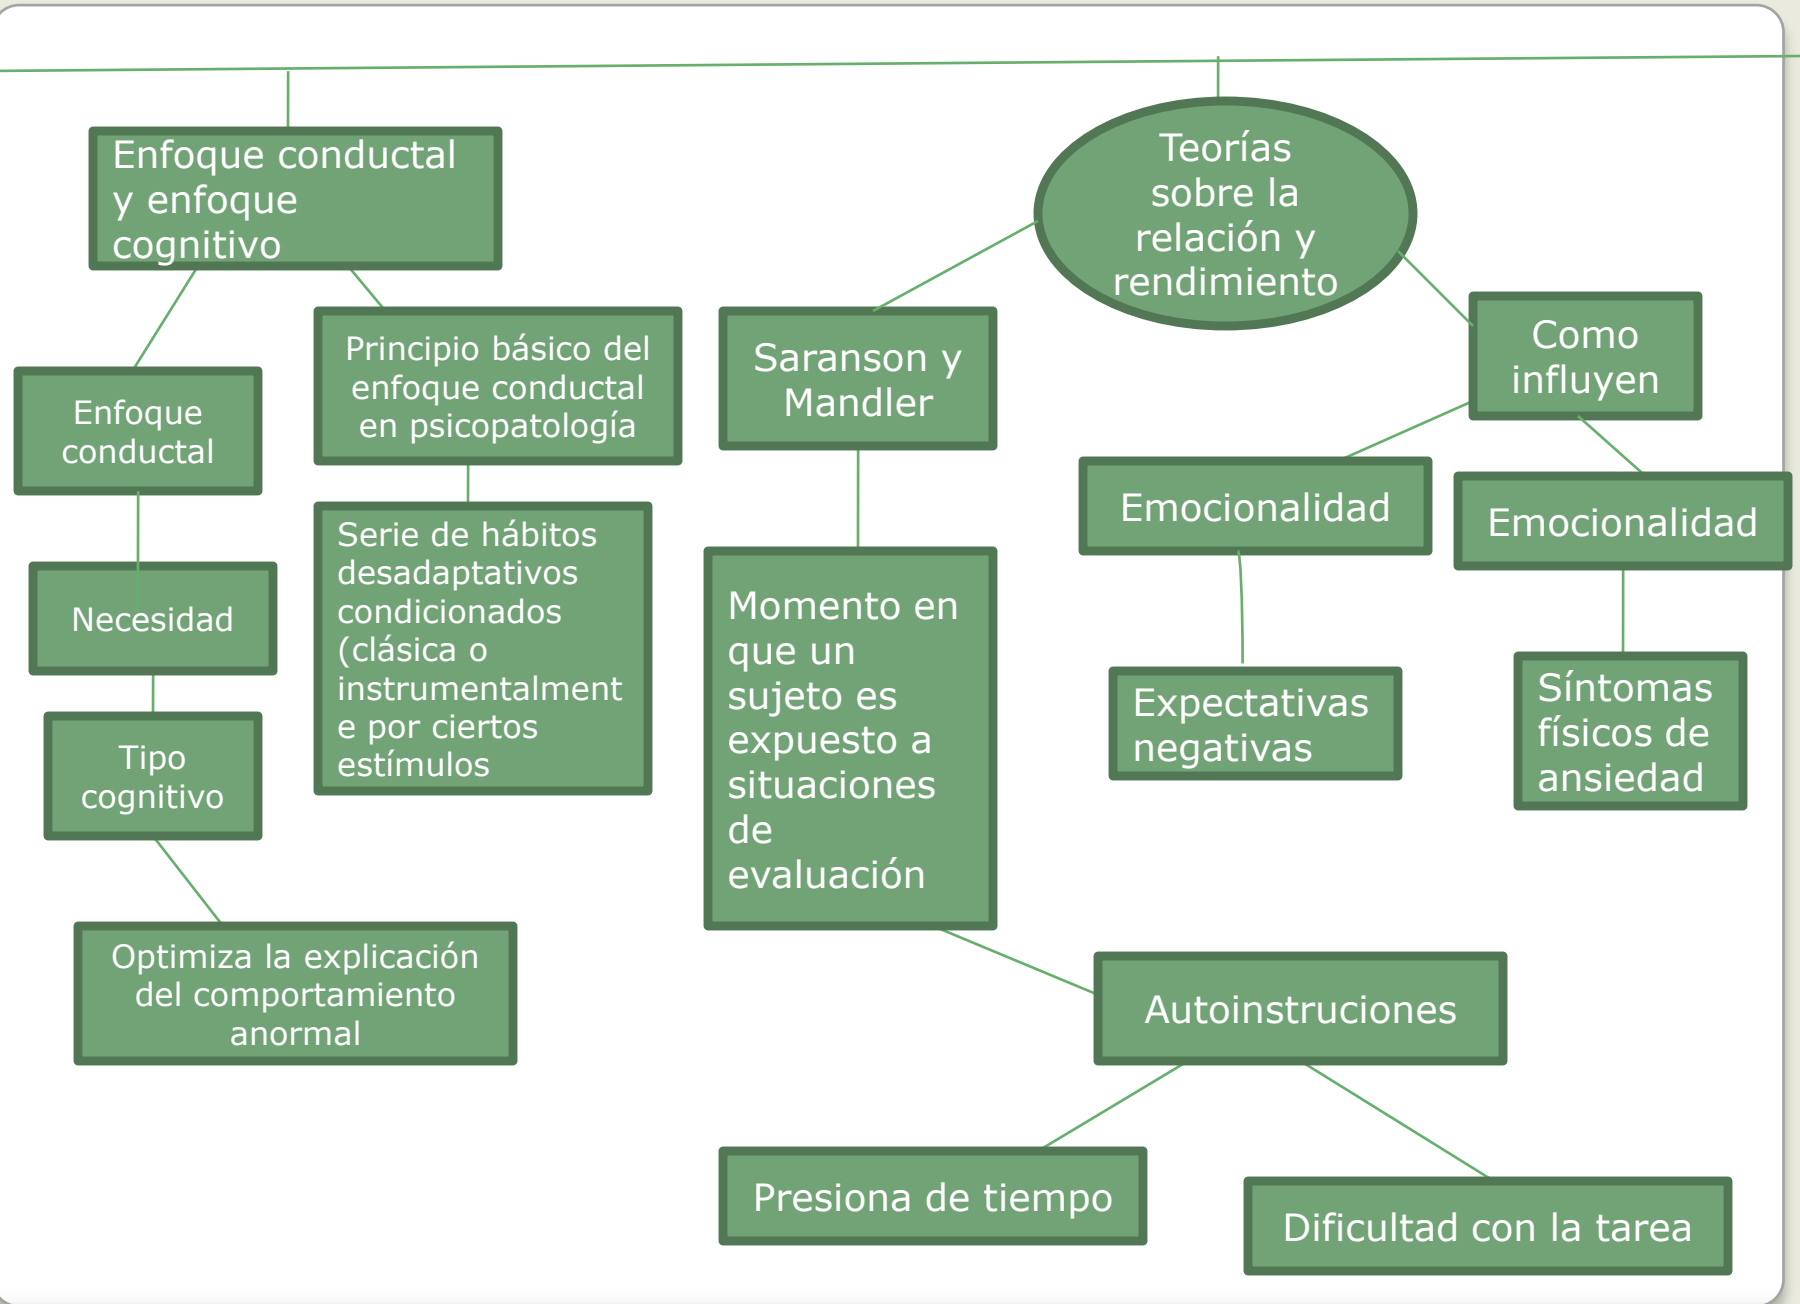 Enfoque conductal
y enfoque
cognitivo
Enfoque
conductal
Necesidad
Tipo
cognitivo
Optimiza la explicación
del comportamiento
anormal
Principio básico del
enfoque conductal
en psicopatología
Serie de hábitos
desadaptativos
condicionados
(clásica o
instrumentalment
e por ciertos
estímulos
Teorías
sobre la
relación y
rendimiento
Saranson y
Mandler
Momento en
que un
sujeto es
expuesto a
situaciones
de
evaluación
Autoinstruciones
Presiona de tiempo
Dificultad con la tarea
Como
influyen
Emocionalidad
Expectativas
negativas
Emocionalidad
Síntomas
físicos de
ansiedad